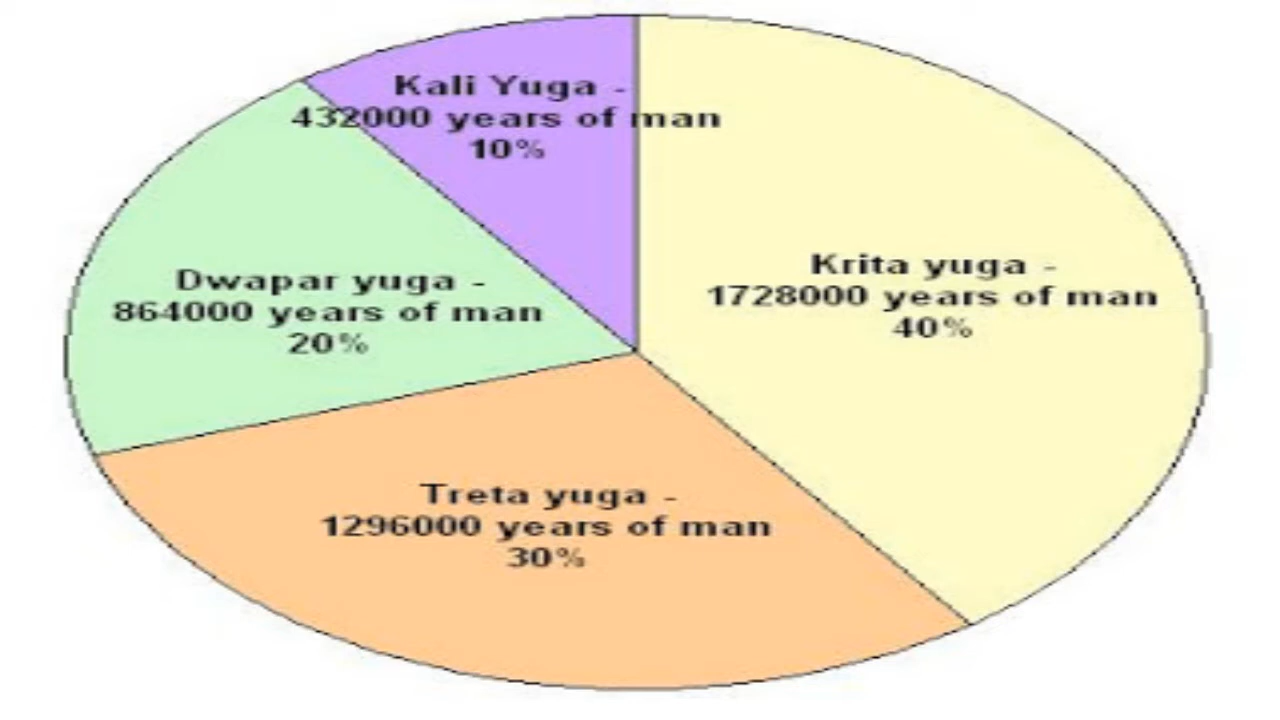 Kali Yuga -
432000 years of man
10%
Krita yuga -
1728000 years of man
40%
Dwapar yuga -
864000 years of man
20%
Treta yuga -
1296000 years of man
30%